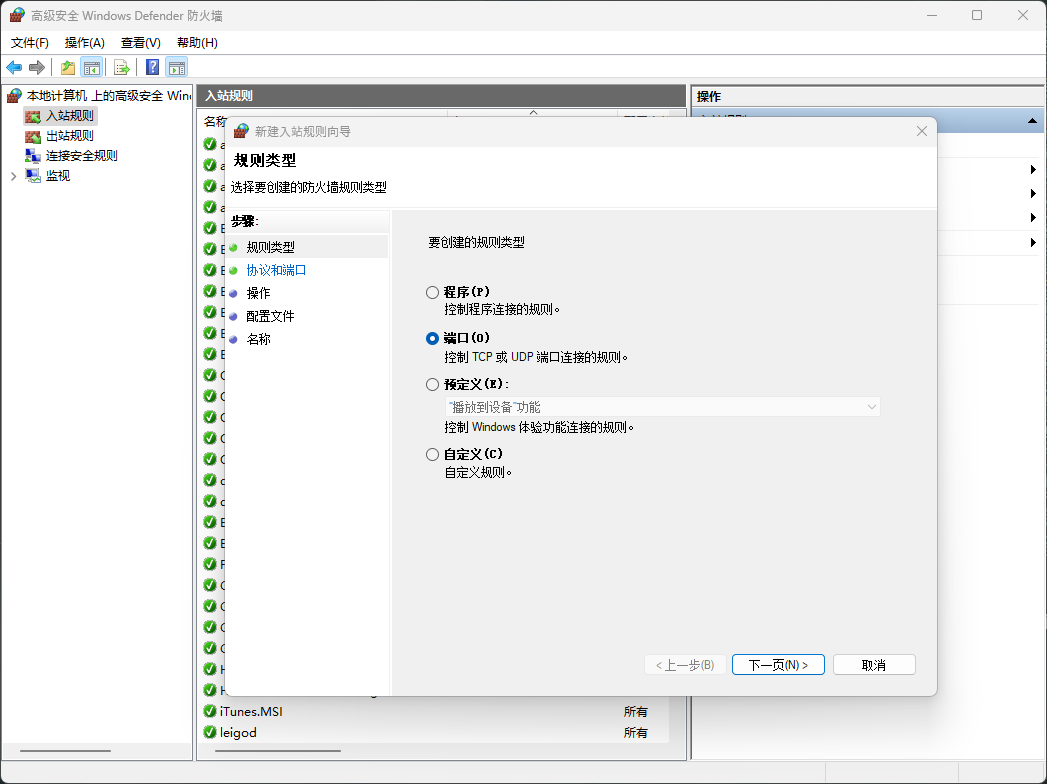 高级安全 Windows Defender 防火墙
文件(F) 操作(A) 查看(V) 帮助(H)
本地计算机 上的高级安全 Win
入站规则
出站规则
连接安全规则
监视
入站规则
名称
操作
新建入站规则向导
规则类型
选择要创建的防火墙规则类型
步骤:
规则类型
协议和端口
操作
配置文件
名称
要创建的规则类型
程序(P)
控制程序连接的规则。
端口(O)
控制 TCP 或 UDP 端口连接的规则。
预定义(E):
"播放到设备"功能
控制 Windows 体验功能连接的规则。
自定义(C)
自定义规则。
< 上一步(B) 下一页(N) > 取消
iTunes.MSI 所有
leigod 所有